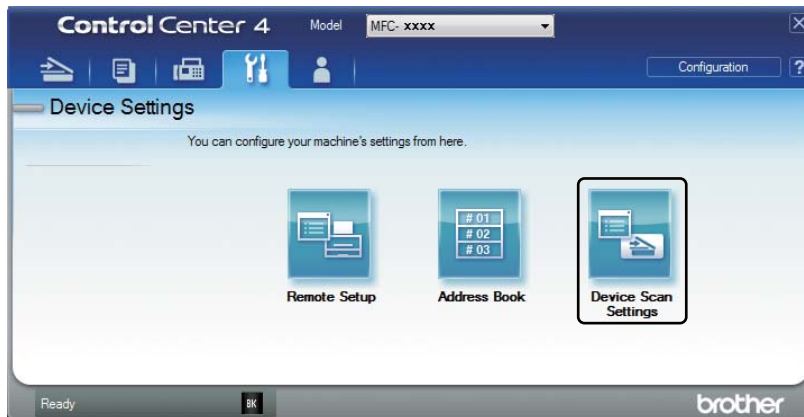 Control Center 4 Model MFC- xxxx
Configuration ?
Device Settings
You can configure your machine's settings from here.
# 01
# 02
# 03
Remote Setup Address Book Device Scan
Settings
Ready BK brother